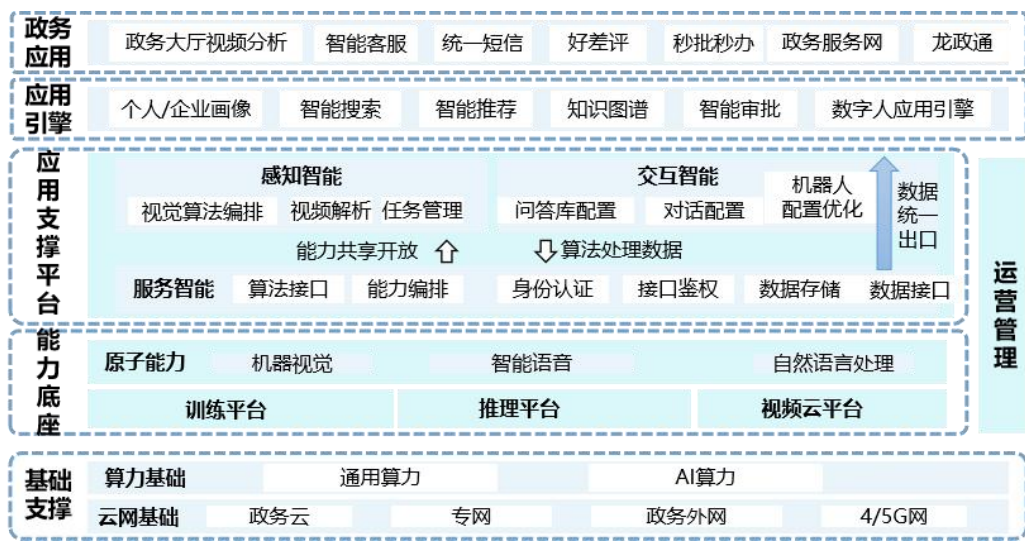 政务
应用
政务大厅视频分析 智能客服 统一短信 好差评 秒批秒办 政务服务网 龙政通
应用
引擎
个人/企业画像 智能搜索 智能推荐 知识图谱 智能审批 数字人应用引擎
应用支撑平台
感知智能
视觉算法编排 视频解析 任务管理
交互智能
问答库配置 对话配置 机器人
配置优化
数据
统一
出口
能力共享开放 算法处理数据
服务智能 算法接口 能力编排 身份认证 接口鉴权 数据存储 数据接口
运营管理
能力底座
原子能力 机器视觉 智能语音 自然语言处理
训练平台 推理平台 视频云平台
基础
支撑
算力基础 通用算力 AI算力
云网基础 政务云 专网 政务外网 4/5G网